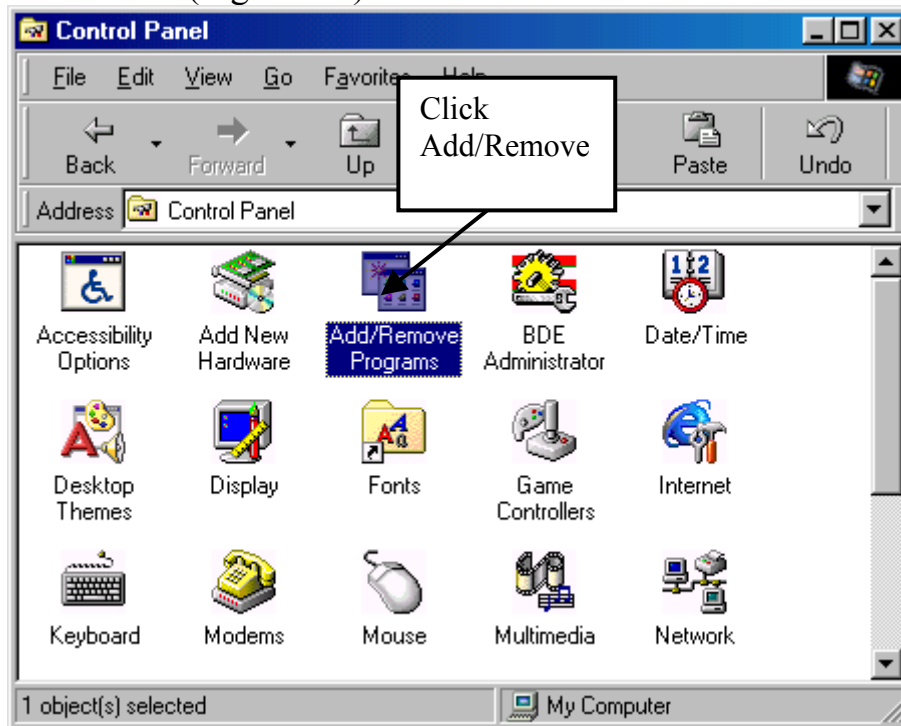 Control Panel
File Edit View Go Favorites
Click
Add/Remove
Back Forward Up Paste Undo
Address Control Panel
Accessibility Options
Add New Hardware
Add/Remove Programs
BDE Administrator
Date/Time
Desktop Themes
Display
Fonts
Game Controllers
Internet
Keyboard
Modems
Mouse
Multimedia
Network
1 object(s) selected
My Computer